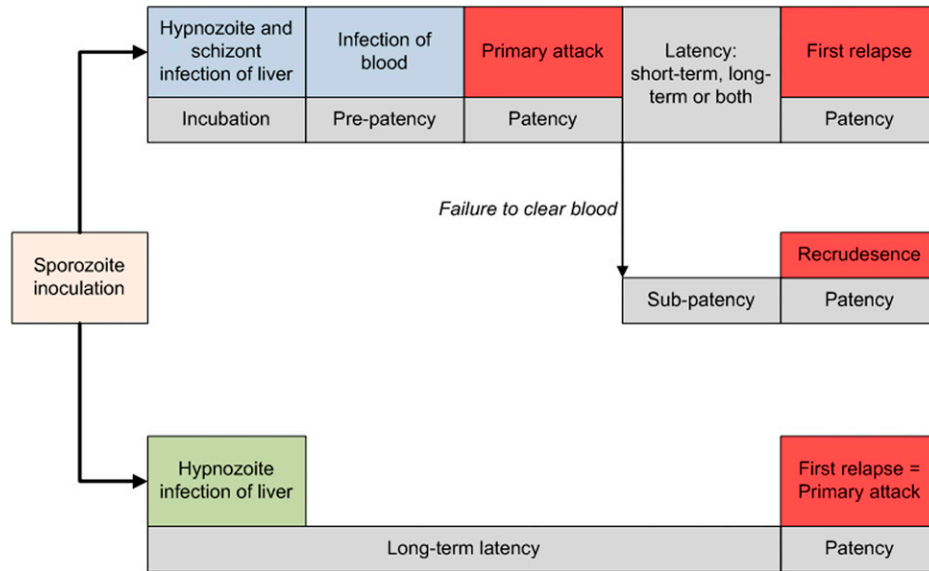 Hypnozoite and
schizont
infection of liver
Infection of
blood
Primary attack
Latency:
short-term, long-
term or both
First relapse
Incubation
Pre-patency
Patency
Patency
Failure to clear blood
Sporozoite
inoculation
Recrudesence
Sub-patency
Patency
Hypnozoite
infection of liver
First relapse =
Primary attack
Long-term latency
Patency